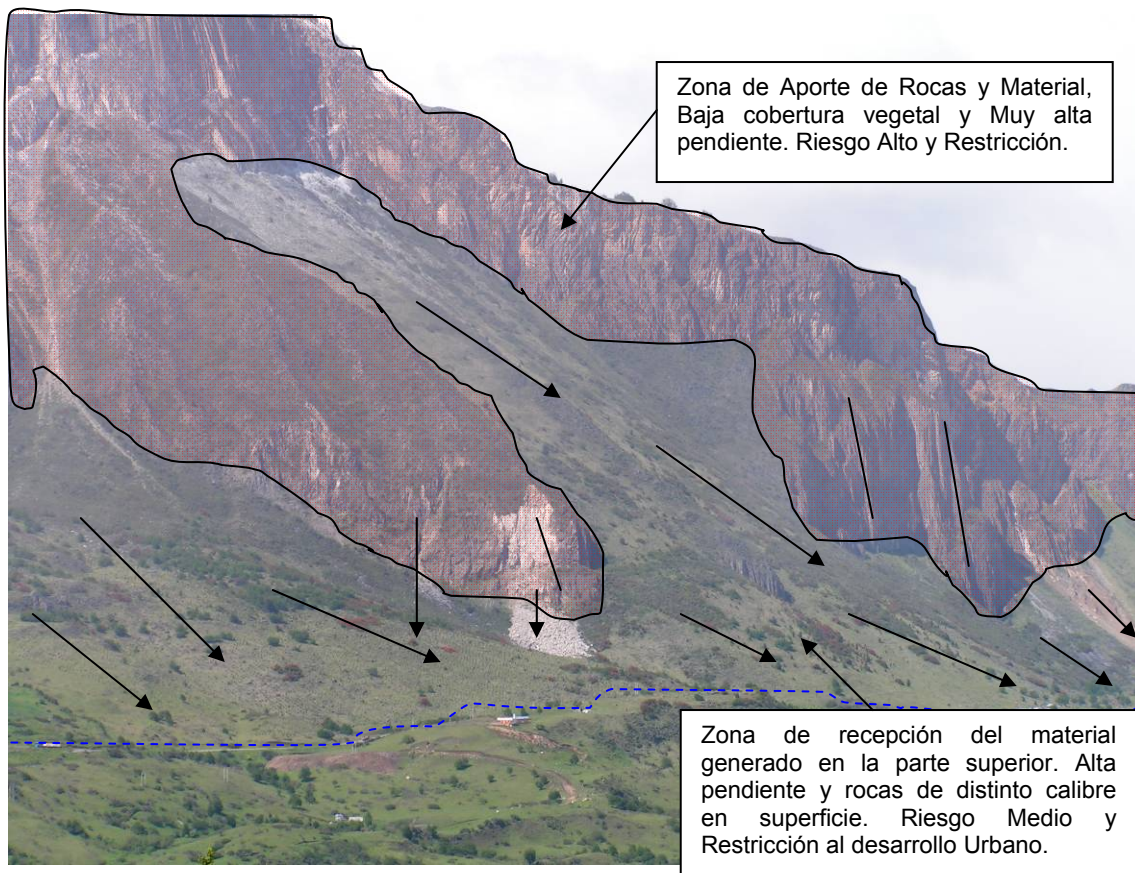 Zona de Aporte de Rocas y Material,
Baja cobertura vegetal y Muy alta
pendiente. Riesgo Alto y Restricción.
Zona de recepción del material
generado en la parte superior. Alta
pendiente y rocas de distinto calibre
en superficie. Riesgo Medio y
Restricción al desarrollo Urbano.